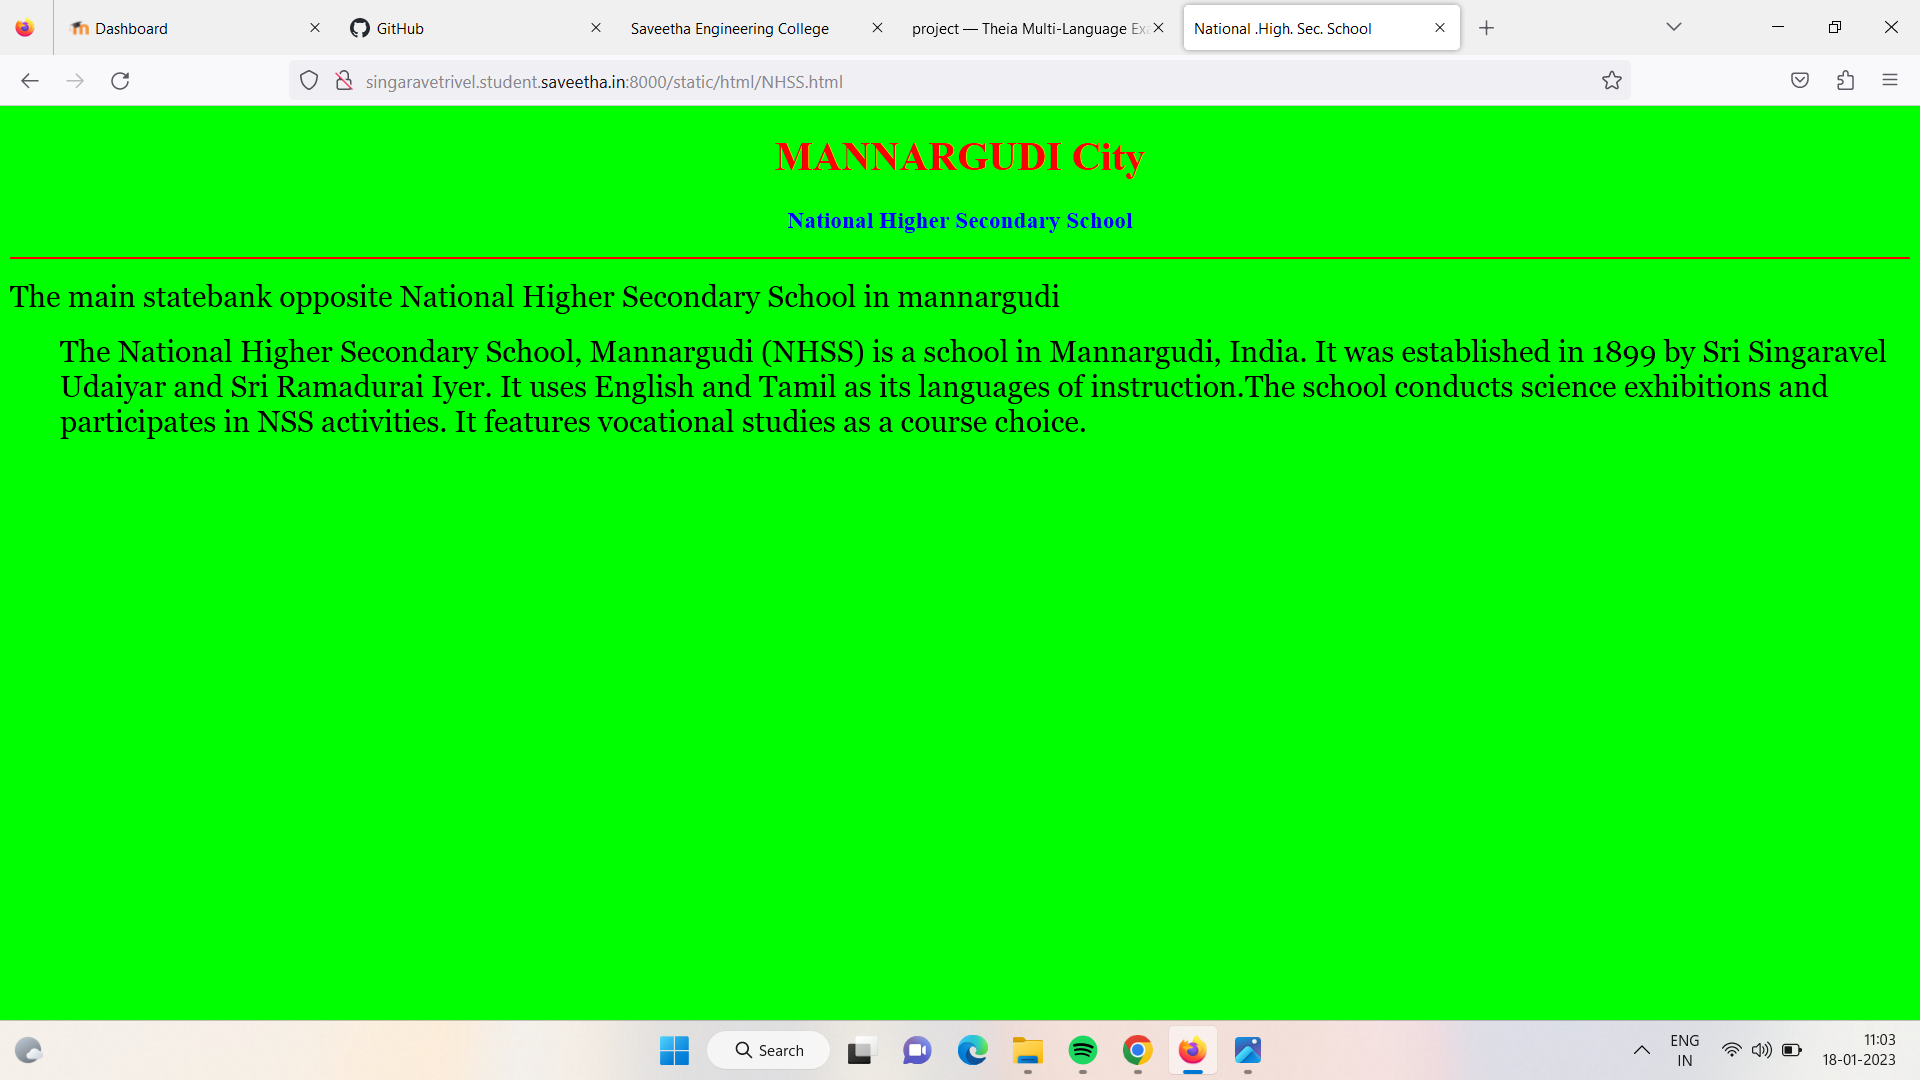 Dashboard
GitHub
Saveetha Engineering College
project — Theia Multi-Language Ex
National .High. Sec. School
singaravetrivel.student.saveetha.in:8000/static/html/NHSS.html
MANNARGUDI City
National Higher Secondary School
The main statebank opposite National Higher Secondary School in mannargudi
The National Higher Secondary School, Mannargudi (NHSS) is a school in Mannargudi, India. It was established in 1899 by Sri Singaravel
Udaiyar and Sri Ramadurai Iyer. It uses English and Tamil as its languages of instruction.The school conducts science exhibitions and
participates in NSS activities. It features vocational studies as a course choice.
Search
ENG
IN
11:03
18-01-2023